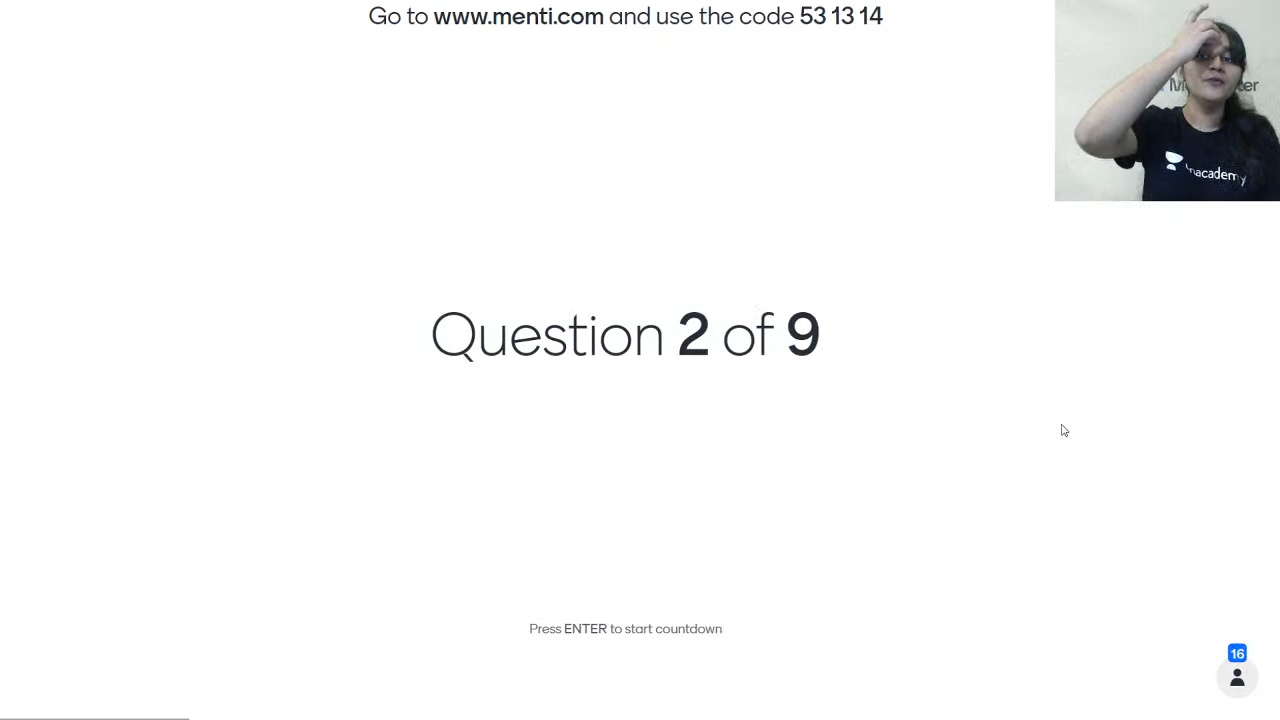 Go to www.menti.com and use the code 53 13 14
Question 2 of 9
Press ENTER to start countdown
16